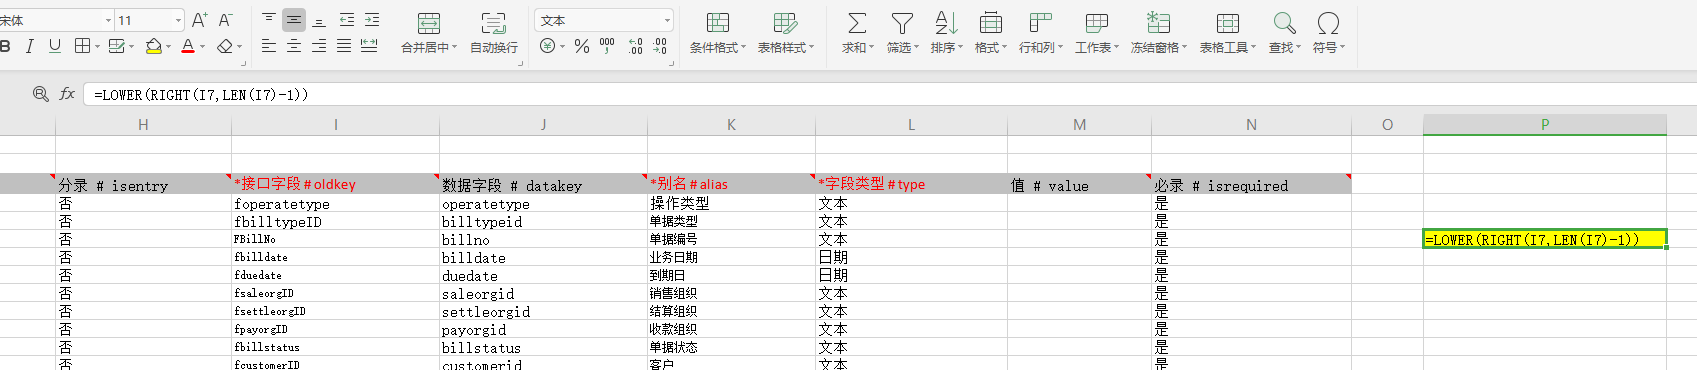 宋体 11 A⁺ A⁻ 文本
B I U A 合并居中 自动换行 % 000 .0 .00 条件格式 表格样式 求和 筛选 排序 格式 行和列 工作表 冻结窗格 表格工具 查找 符号
fx =LOWER(RIGHT(I7,LEN(I7)-1))
H I J K L M N O P
分录 # isentry *接口字段 # oldkey 数据字段 # datakey *别名 # alias *字段类型 # type 值 # value 必录 # isrequired
否 foperatetype operatetype 操作类型 文本 是
否 fbilltypeID billtypeid 单据类型 文本 是
否 FBillNo billno 单据编号 文本 是 =LOWER(RIGHT(I7,LEN(I7)-1))
否 fbilldate billdate 业务日期 日期 是
否 fduedate duedate 到期日 日期 是
否 fsaleorgID saleorgid 销售组织 文本 是
否 fsettleorgID settleorgid 结算组织 文本 是
否 fpayorgID payorgid 收款组织 文本 是
否 fbillstatus billstatus 单据状态 文本 是
否 fcustomerID customerid 客户 文本 是